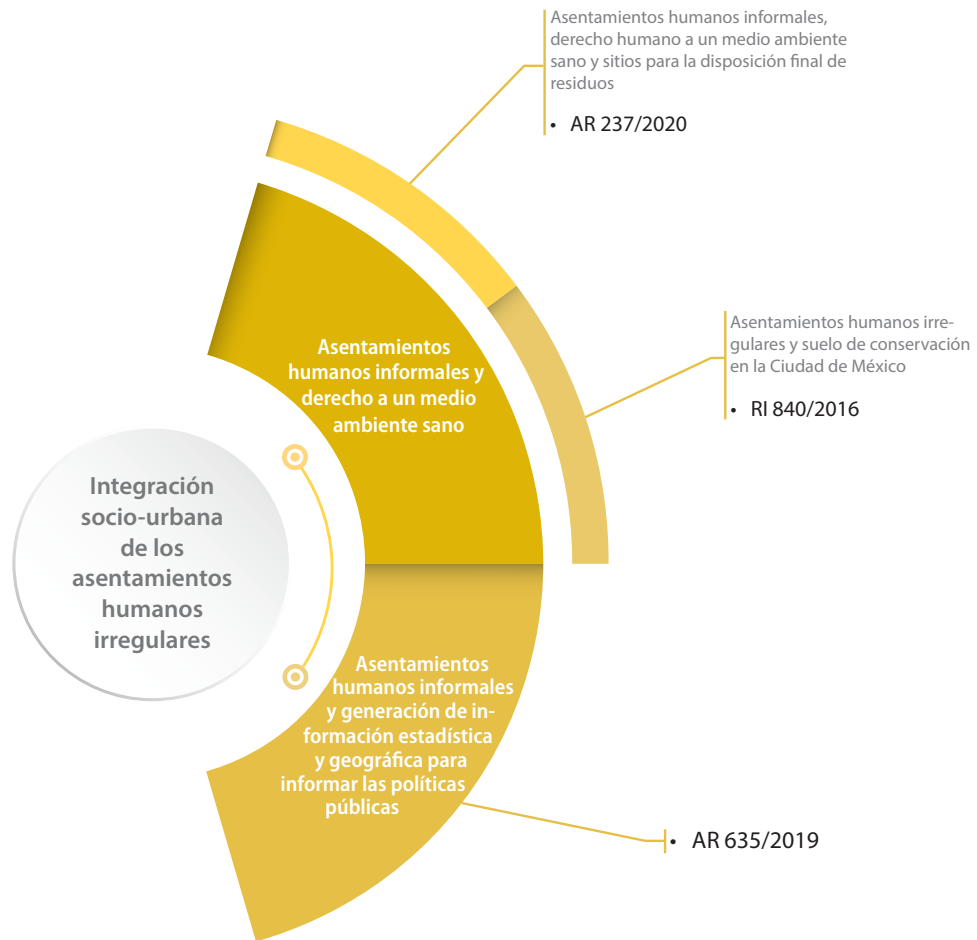 Asentamientos humanos informales,
derecho humano a un medio ambiente
sano y sitios para la disposición final de
residuos
• AR 237/2020
Asentamientos humanos irre-
gulares y suelo de conservación
en la Ciudad de México
• RI 840/2016
Asentamientos
humanos informales y
derecho a un medio
ambiente sano
Integración
socio-urbana
de los
asentamientos
humanos
irregulares
Asentamientos
humanos informales
y generación de in-
formación estadística
y geográfica para
informar las políticas
públicas
• AR 635/2019